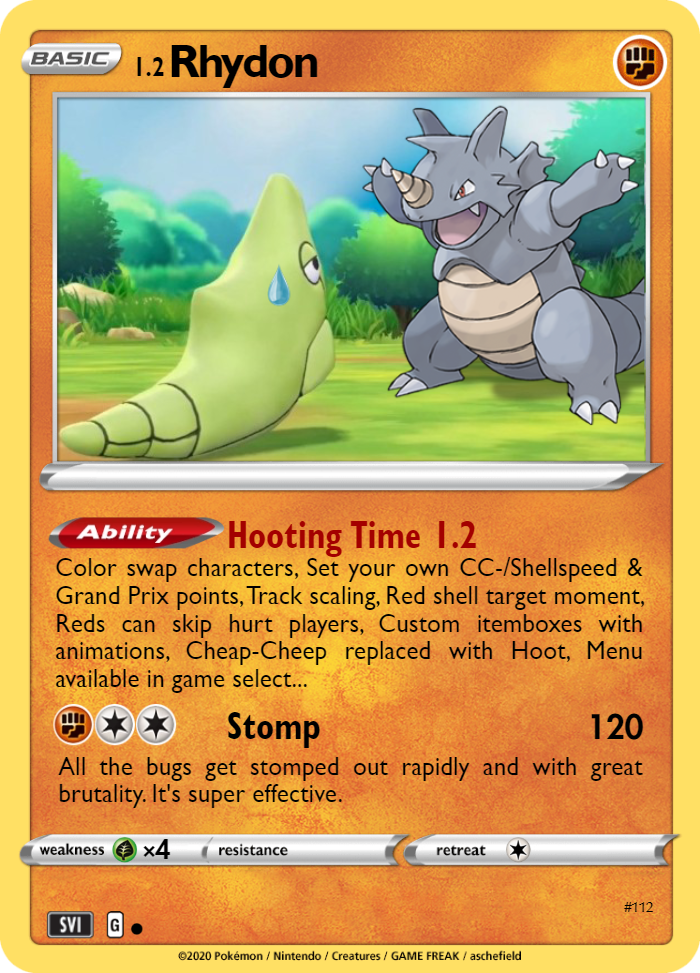 BASIC 1.2 Rhydon
Ability Hooting Time 1.2
Color swap characters, Set your own CC-/Shellspeed &
Grand Prix points, Track scaling, Red shell target moment,
Reds can skip hurt players, Custom itemboxes with
animations, Cheap-Cheep replaced with Hoot, Menu
available in game select...
Stomp 120
All the bugs get stomped out rapidly and with great
brutality. It's super effective.
weakness ×4 resistance retreat
#112
SVI G
©2020 Pokémon / Nintendo / Creatures / GAME FREAK / aschefield